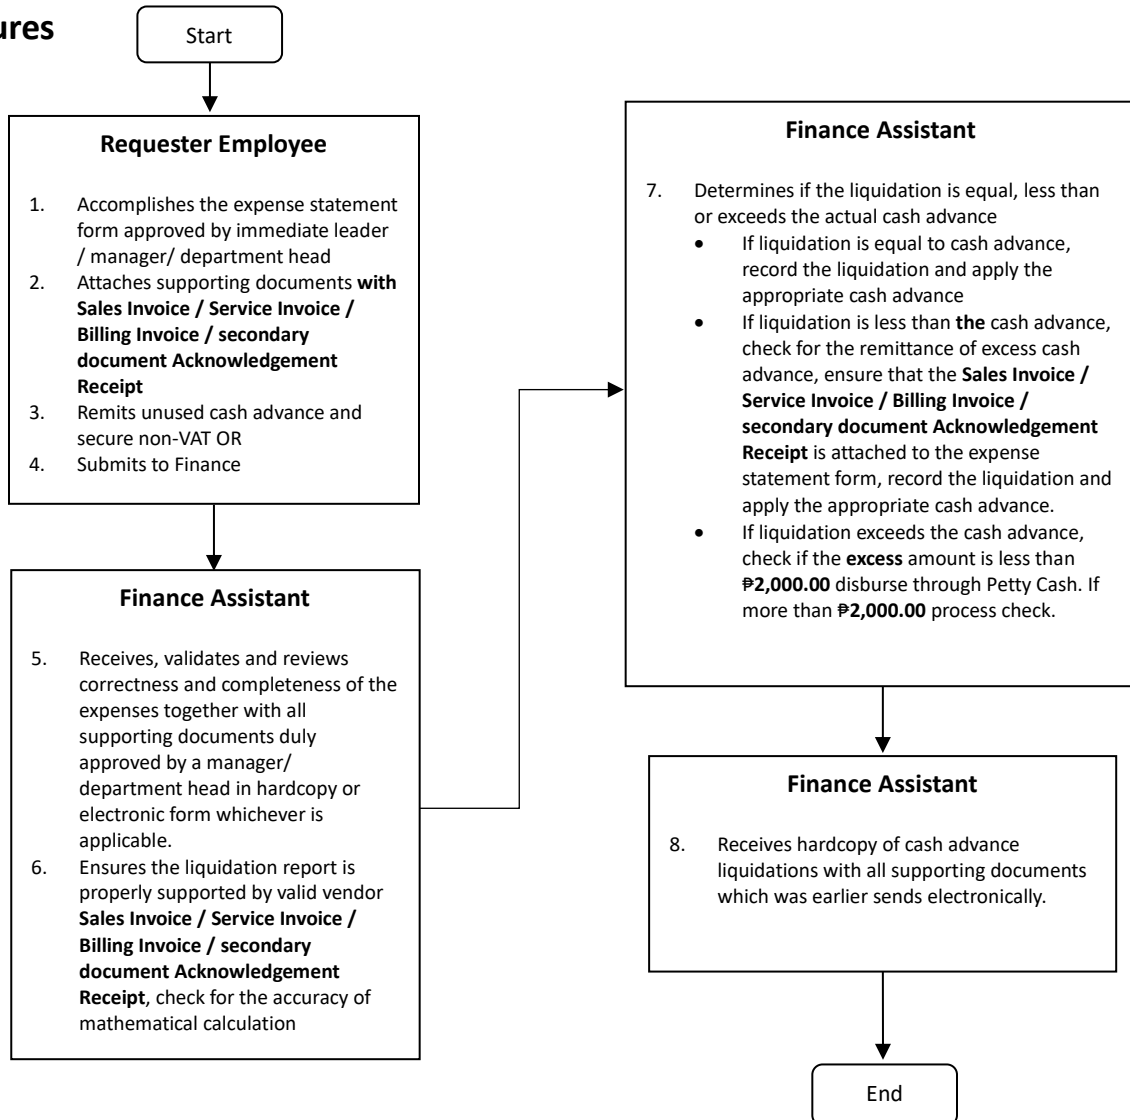 ures
Start
Requester Employee
1. Accomplishes the expense statement
form approved by immediate leader
/ manager/ department head
2. Attaches supporting documents with
Sales Invoice / Service Invoice /
Billing Invoice / secondary
document Acknowledgement
Receipt
3. Remits unused cash advance and
secure non-VAT OR
4. Submits to Finance
Finance Assistant
5. Receives, validates and reviews
correctness and completeness of the
expenses together with all
supporting documents duly
approved by a manager/
department head in hardcopy or
electronic form whichever is
applicable.
6. Ensures the liquidation report is
properly supported by valid vendor
Sales Invoice / Service Invoice /
Billing Invoice / secondary
document Acknowledgement
Receipt, check for the accuracy of
mathematical calculation
Finance Assistant
7. Determines if the liquidation is equal, less than
or exceeds the actual cash advance
• If liquidation is equal to cash advance,
record the liquidation and apply the
appropriate cash advance
• If liquidation is less than the cash advance,
check for the remittance of excess cash
advance, ensure that the Sales Invoice /
Service Invoice / Billing Invoice /
secondary document Acknowledgement
Receipt is attached to the expense
statement form, record the liquidation and
apply the appropriate cash advance.
• If liquidation exceeds the cash advance,
check if the excess amount is less than
₱2,000.00 disburse through Petty Cash. If
more than ₱2,000.00 process check.
Finance Assistant
8. Receives hardcopy of cash advance
liquidations with all supporting documents
which was earlier sends electronically.
End